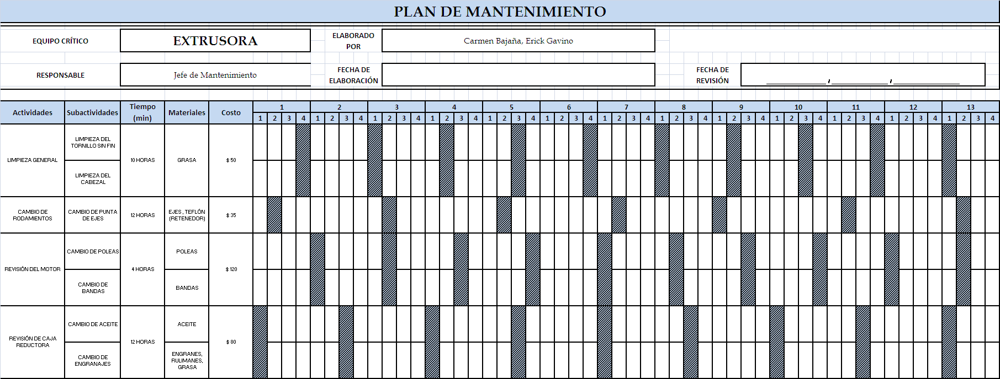 PLAN DE MANTENIMIENTO
EQUIPO CRÍTICO
EXTRUSORA
ELABORADO
POR
Carmen Bajaña, Erick Gavino
RESPONSABLE
Jefe de Mantenimiento
FECHA DE
ELABORACIÓN
FECHA DE
REVISIÓN
____________ / ____________ / ____________
Actividades
Subactividades
Tiempo
(min)
Materiales
Costo
1 2 3 4 5 6 7 8 9 10 11 12 13
1 2 3 4 1 2 3 4 1 2 3 4 1 2 3 4 1 2 3 4 1 2 3 4 1 2 3 4 1 2 3 4 1 2 3 4 1 2 3 4 1 2 3 4 1 2 3 4 1 2 3 4
LIMPIEZA GENERAL
LIMPIEZA DEL
TORNILLO SIN FIN
LIMPIEZA DEL
CABEZAL
10 HORAS
GRASA
$ 50
CAMBIO DE
RODAMIENTOS
CAMBIO DE PUNTA
DE EJES
12 HORAS
EJES , TEFLÓN
(RETENEDOR)
$ 35
REVISIÓN DEL MOTOR
CAMBIO DE POLEAS
CAMBIO DE
BANDAS
4 HORAS
POLEAS
BANDAS
$ 120
REVISIÓN DE CAJA
REDUCTORA
CAMBIO DE ACEITE
CAMBIO DE
ENGRANAJES
12 HORAS
ACEITE
ENGRANES,
RULIMANES,
GRASA
$ 80